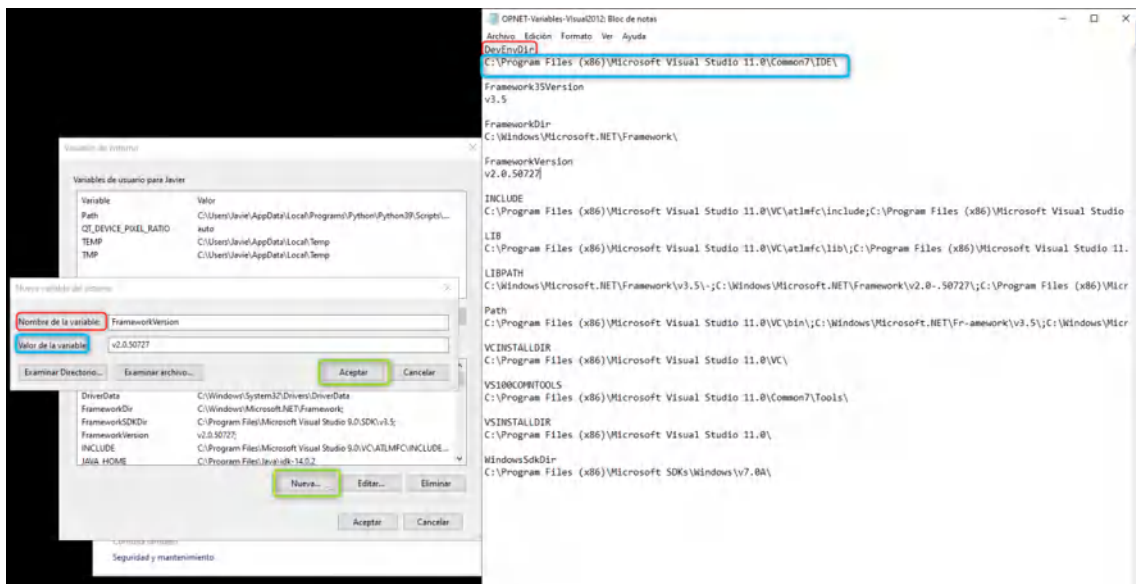 OPNET-Variables-Visual2012: Bloc de notas
Archivo Edición Formato Ver Ayuda
DevEnvDir
C:\Program Files (x86)\Microsoft Visual Studio 11.0\Common7\IDE\
Framework35Version
v3.5
FrameworkDir
C:\Windows\Microsoft.NET\Framework\
FrameworkVersion
v2.0.50727
INCLUDE
C:\Program Files (x86)\Microsoft Visual Studio 11.0\VC\atlmfc\include;C:\Program Files (x86)\Microsoft Visual Studio
LIB
C:\Program Files (x86)\Microsoft Visual Studio 11.0\VC\atlmfc\lib\;C:\Program Files (x86)\Microsoft Visual Studio 11.
LIBPATH
C:\Windows\Microsoft.NET\Framework\v3.5\-;C:\Windows\Microsoft.NET\Framework\v2.0-.50727\;C:\Program Files (x86)\Micr
Path
C:\Program Files (x86)\Microsoft Visual Studio 11.0\VC\bin\;C:\Windows\Microsoft.NET\Fr-amework\v3.5\;C:\Windows\Micr
VCINSTALLDIR
C:\Program Files (x86)\Microsoft Visual Studio 11.0\VC\
VS100COMNTOOLS
C:\Program Files (x86)\Microsoft Visual Studio 11.0\Common7\Tools\
VSINSTALLDIR
C:\Program Files (x86)\Microsoft Visual Studio 11.0\
WindowsSdkDir
C:\Program Files (x86)\Microsoft SDKs\Windows\v7.0A\
Variables de entorno
Variables de usuario para Javier
Variable Valor
Path C:\Users\Javie\AppData\Local\Programs\Python\Python39\Scripts\...
QT_DEVICE_PIXEL_RATIO auto
TEMP C:\Users\Javie\AppData\Local\Temp
TMP C:\Users\Javie\AppData\Local\Temp
Nueva variable del sistema
Nombre de la variable: FrameworkVersion
Valor de la variable: v2.0.50727
Examinar Directorio... Examinar archivo... Aceptar Cancelar
DriverData C:\Windows\System32\Drivers\DriverData
FrameworkDir C:\Windows\Microsoft.NET\Framework;
FrameworkSDKDir C:\Program Files\Microsoft Visual Studio 9.0\SDK\v3.5;
FrameworkVersion v2.0.50727;
INCLUDE C:\Program Files\Microsoft Visual Studio 9.0\VC\ATLMFC\INCLUDE...
JAVA_HOME C:\Program Files\Java\jdk-14.0.2
Nueva... Editar... Eliminar
Aceptar Cancelar
Seguridad y mantenimiento